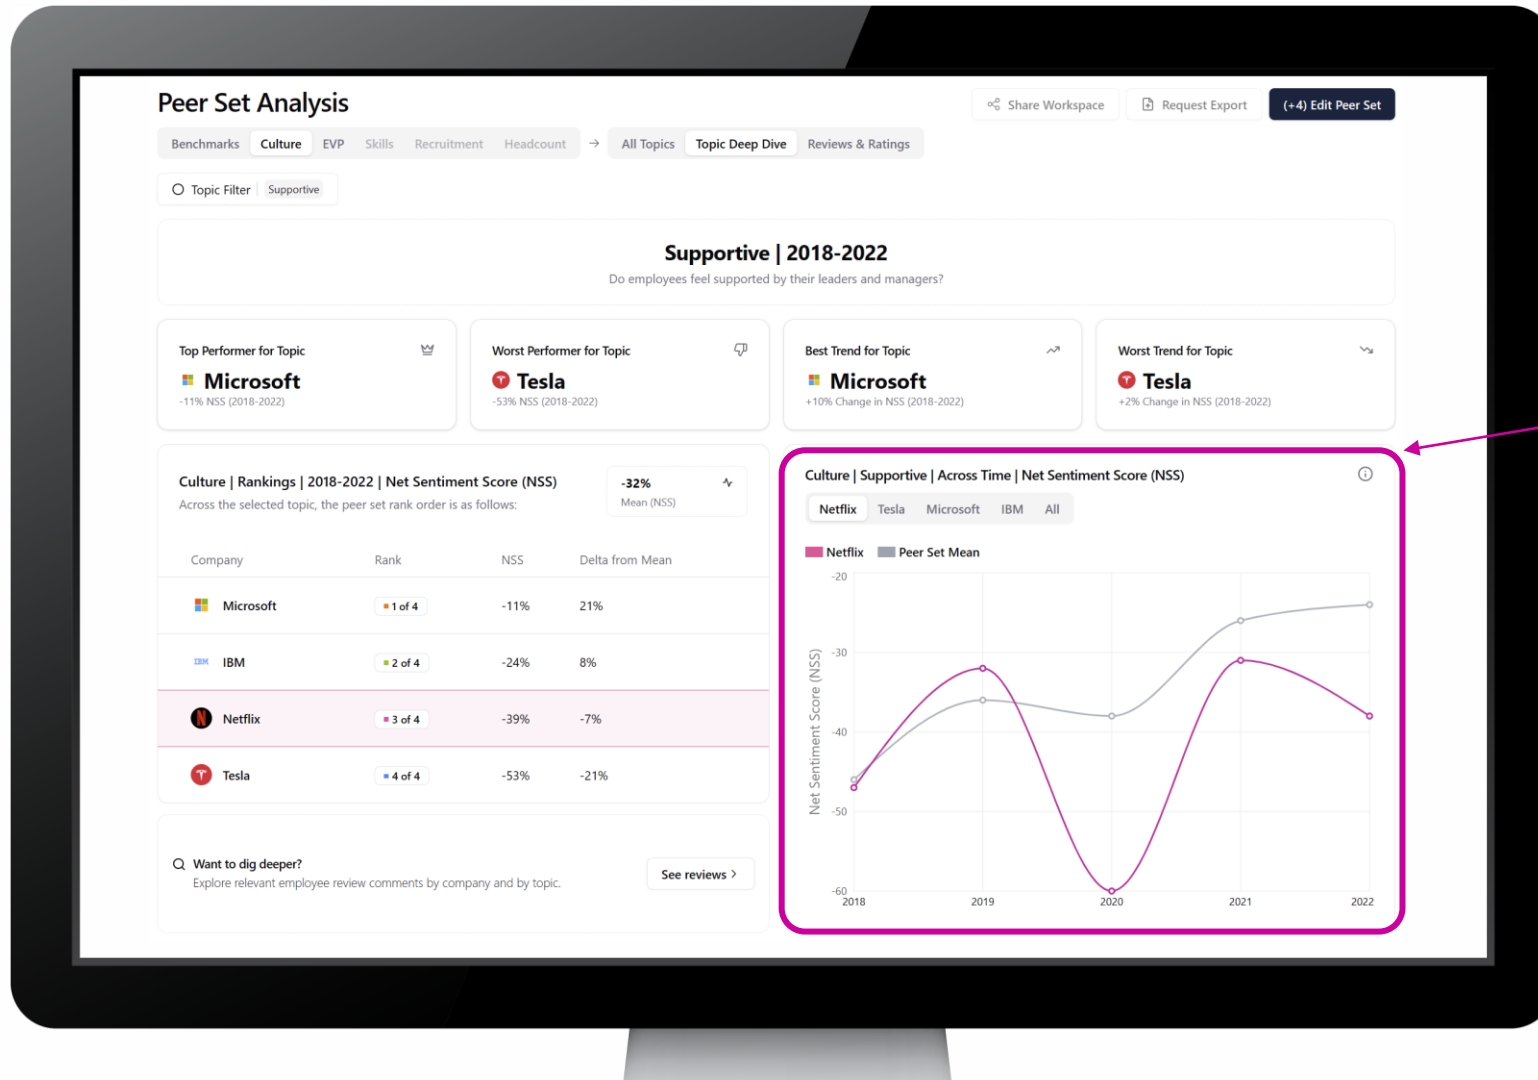 Peer Set Analysis
Share Workspace
Request Export
(+4) Edit Peer Set
Benchmarks Culture EVP Skills Recruitment Headcount → All Topics Topic Deep Dive Reviews & Ratings
Topic Filter Supportive
Supportive | 2018-2022
Do employees feel supported by their leaders and managers?
Top Performer for Topic
Microsoft
-11% NSS (2018-2022)
Worst Performer for Topic
Tesla
-53% NSS (2018-2022)
Best Trend for Topic
Microsoft
+10% Change in NSS (2018-2022)
Worst Trend for Topic
Tesla
+2% Change in NSS (2018-2022)
Culture | Rankings | 2018-2022 | Net Sentiment Score (NSS)
Across the selected topic, the peer set rank order is as follows:
-32%
Mean (NSS)
Company Rank NSS Delta from Mean
Microsoft 1 of 4 -11% 21%
IBM IBM 2 of 4 -24% 8%
N Netflix 3 of 4 -39% -7%
Tesla 4 of 4 -53% -21%
Want to dig deeper?
Explore relevant employee review comments by company and by topic.
See reviews >
Culture | Supportive | Across Time | Net Sentiment Score (NSS)
Netflix Tesla Microsoft IBM All
Netflix Peer Set Mean
Net Sentiment Score (NSS)
-20
-30
-40
-50
-60
2018 2019 2020 2021 2022